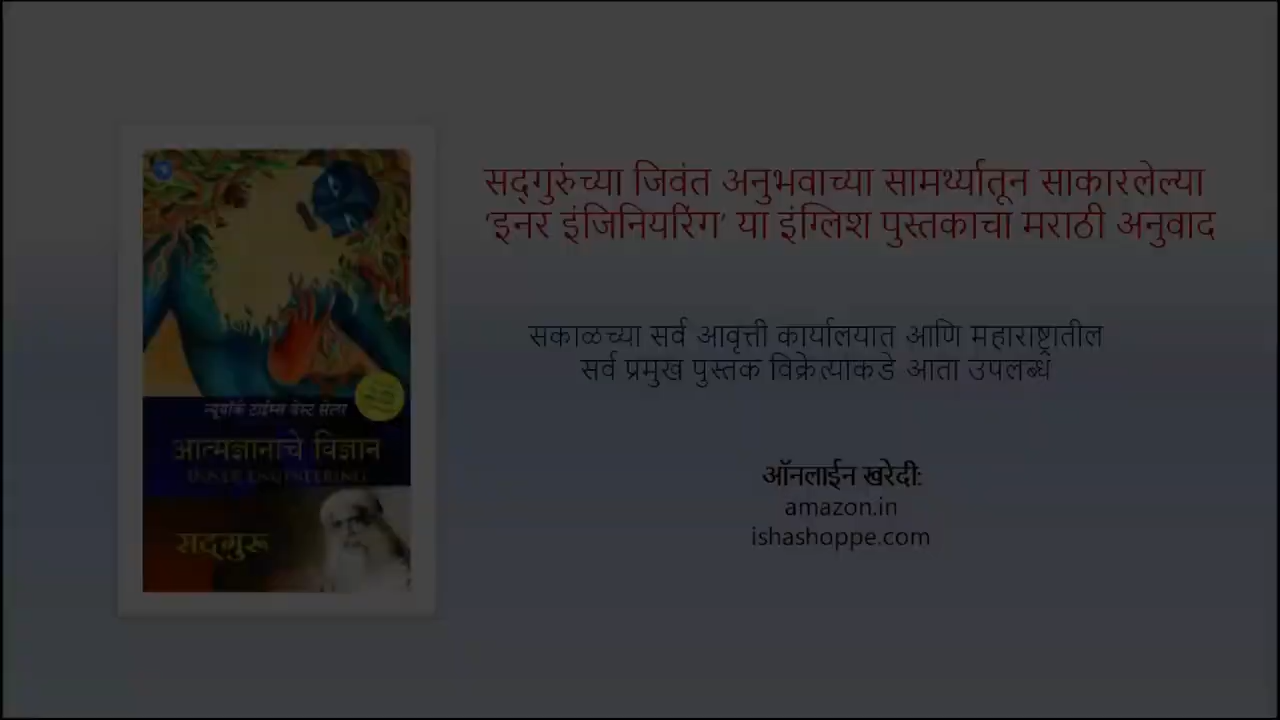 सद्‌गुरुंच्या जिवंत अनुभवाच्या सामर्थ्यातून साकारलेल्या
'इनर इंजिनियरिंग' या इंग्लिश पुस्तकाचा मराठी अनुवाद
सकाळच्या सर्व आवृत्ती कार्यालयात आणि महाराष्ट्रातील
सर्व प्रमुख पुस्तक विक्रेत्यांकडे आता उपलब्ध
ऑनलाईन खरेदी:
amazon.in
ishashoppe.com
न्यूयॉर्क टाईम्स बेस्ट सेलर
आत्मज्ञानाचे विज्ञान
INNER ENGINEERING
सद्‌गुरू